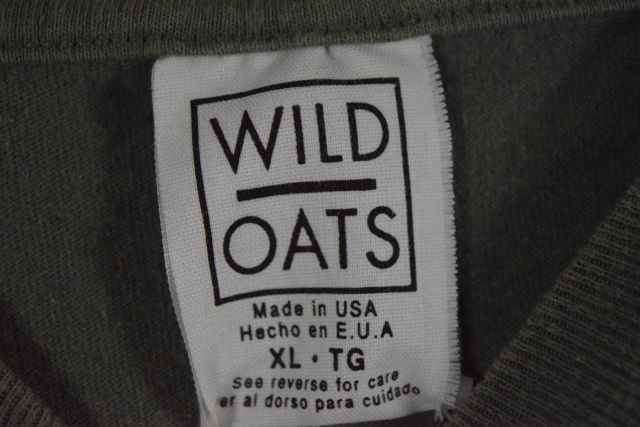 WILD
OATS
Made in USA
Hecho en E.U.A
XL • TG
See reverse for care
er al dorso para cuidado